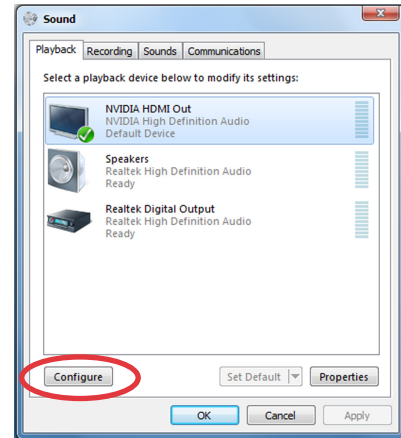 Sound
Playback Recording Sounds Communications
Select a playback device below to modify its settings:
NVIDIA HDMI Out
NVIDIA High Definition Audio
Default Device
Speakers
Realtek High Definition Audio
Ready
Realtek Digital Output
Realtek High Definition Audio
Ready
Configure Set Default Properties
OK Cancel Apply